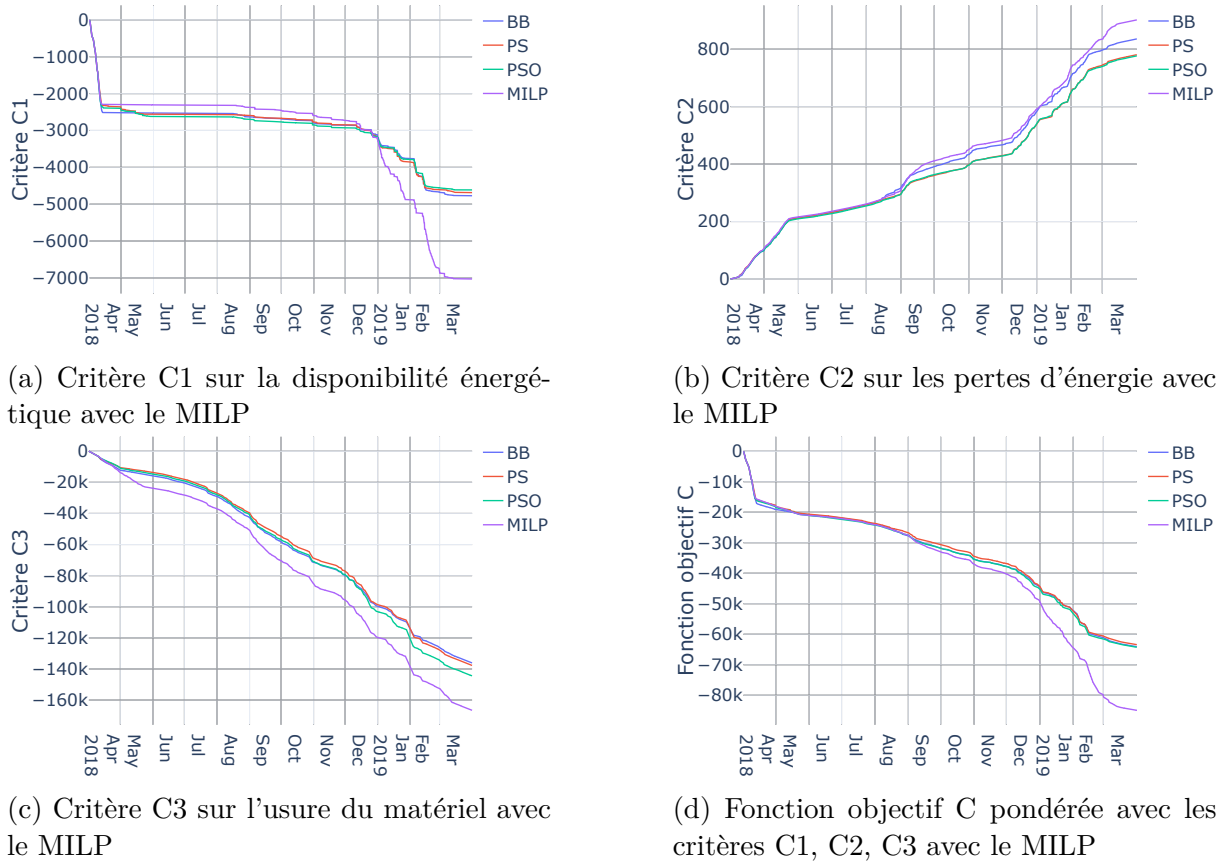 0
−1000
−2000
−3000
−4000
−5000
−6000
−7000
Critère C1
2018
Apr
May
Jun
Jul
Aug
Sep
Oct
Nov
Dec
2019
Jan
Feb
Mar
BB
PS
PSO
MILP
(a) Critère C1 sur la disponibilité énergé-
tique avec le MILP
800
600
400
200
0
Critère C2
2018
Apr
May
Jun
Jul
Aug
Sep
Oct
Nov
Dec
2019
Jan
Feb
Mar
BB
PS
PSO
MILP
(b) Critère C2 sur les pertes d'énergie avec
le MILP
0
−20k
−40k
−60k
−80k
−100k
−120k
−140k
−160k
Critère C3
2018
Apr
May
Jun
Jul
Aug
Sep
Oct
Nov
Dec
2019
Jan
Feb
Mar
BB
PS
PSO
MILP
(c) Critère C3 sur l'usure du matériel avec
le MILP
0
−10k
−20k
−30k
−40k
−50k
−60k
−70k
−80k
Fonction objectif C
2018
Apr
May
Jun
Jul
Aug
Sep
Oct
Nov
Dec
2019
Jan
Feb
Mar
BB
PS
PSO
MILP
(d) Fonction objectif C pondérée avec les
critères C1, C2, C3 avec le MILP